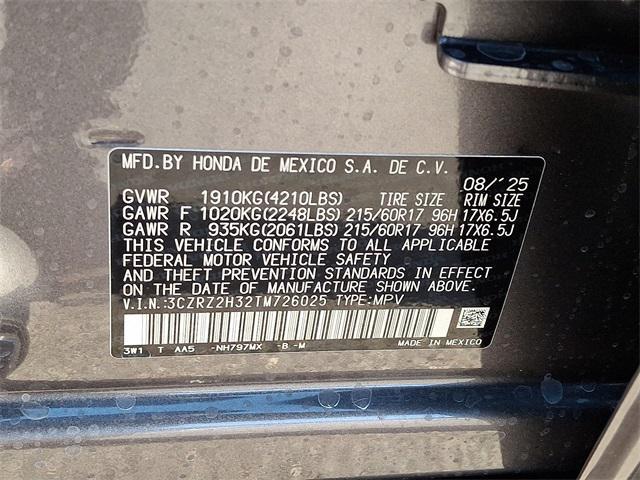 MFD.BY HONDA DE MEXICO S.A. DE C.V.
08/'25
GVWR 1910KG(4210LBS) TIRE SIZE RIM SIZE
GAWR F 1020KG(2248LBS) 215/60R17 96H 17X6.5J
GAWR R 935KG(2061LBS) 215/60R17 96H 17X6.5J
THIS VEHICLE CONFORMS TO ALL APPLICABLE
FEDERAL MOTOR VEHICLE SAFETY
AND THEFT PREVENTION STANDARDS IN EFFECT
ON THE DATE OF MANUFACTURE SHOWN ABOVE.
V.I.N.:3CZRZ2H32TM726025 TYPE:MPV
3W1 T AA5 -NH797MX -B -M MADE IN MEXICO